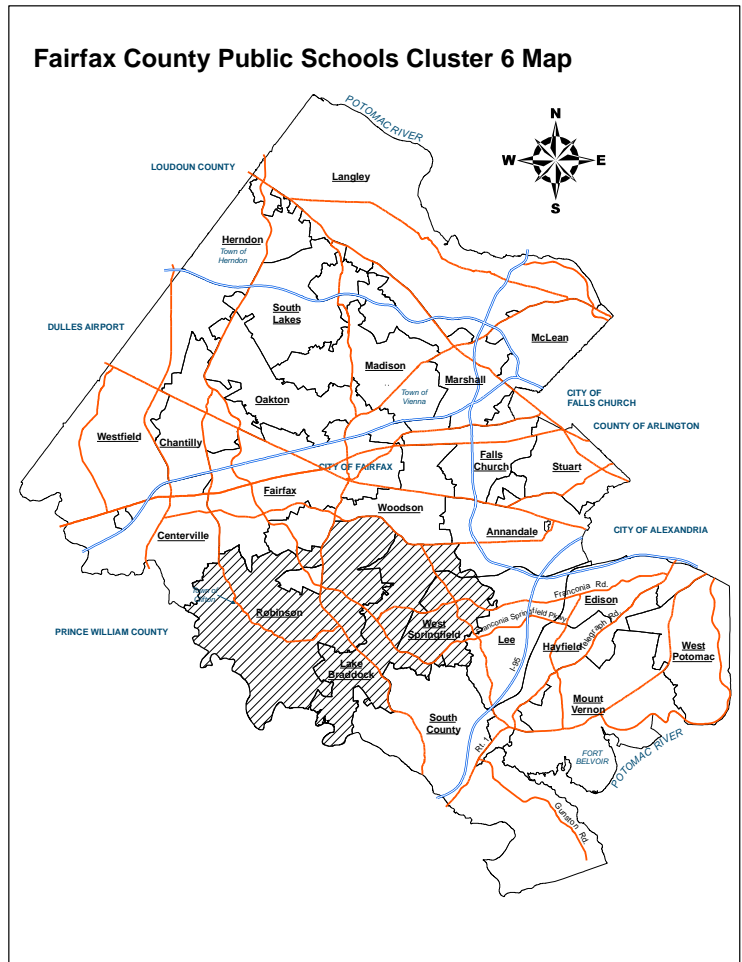 Fairfax County Public Schools Cluster 6 Map
POTOMAC RIVER
N
W
E
S
LOUDOUN COUNTY
Langley
Herndon
Town of
Herndon
South
Lakes
DULLES AIRPORT
McLean
Madison
Marshall
Town of
Vienna
CITY OF
FALLS CHURCH
Oakton
COUNTY OF ARLINGTON
Westfield
Chantilly
CITY OF FAIRFAX
Falls
Church
Stuart
Fairfax
Woodson
Annandale
CITY OF ALEXANDRIA
Centerville
Town of
Clifton
Robinson
West
Springfield
Franconia Rd.
Edison
Franconia Springfield Pkwy
Telegraph Rd.
PRINCE WILLIAM COUNTY
Lee
Hayfield
West
Potomac
Lake
Braddock
I-95
Mount
Vernon
South
County
Rt. 1
FORT
BELVOIR
POTOMAC RIVER
Gunston Rd.